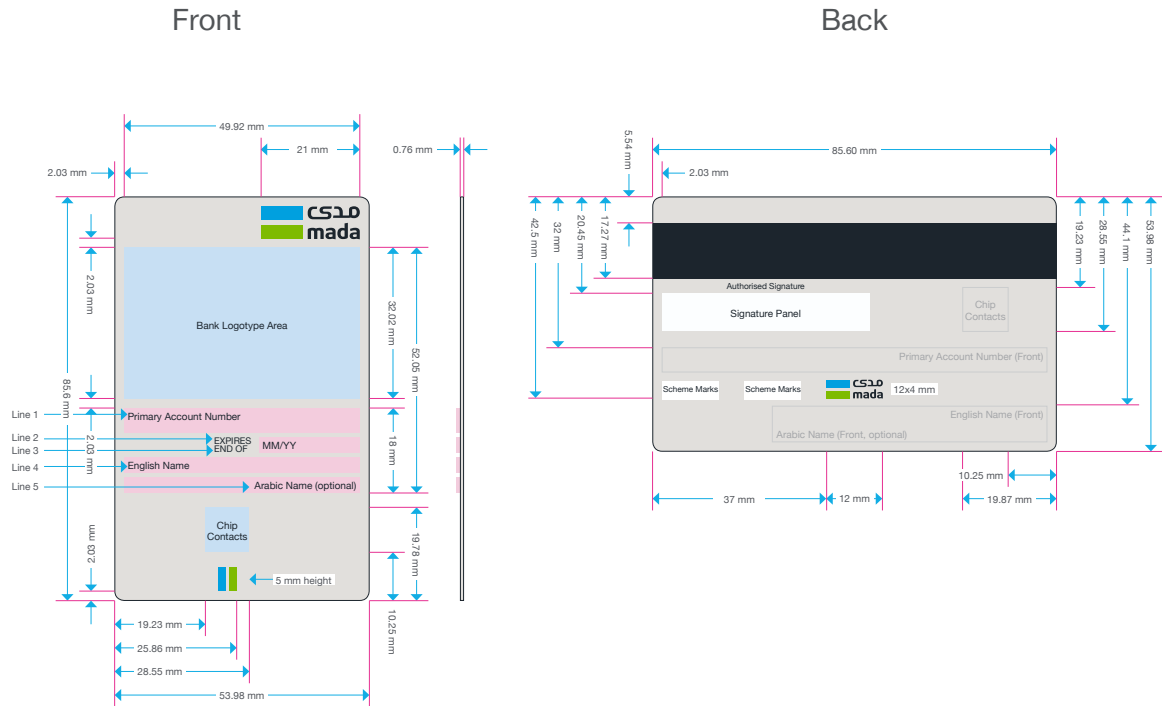 Front
Back
49.92 mm
21 mm
0.76 mm
2.03 mm
مدى
mada
2.03 mm
Bank Logotype Area
32.02 mm
52.05 mm
85.6 mm
Line 1
Primary Account Number
Line 2
EXPIRES
Line 3
END OF
MM/YY
2.03 mm
18 mm
Line 4
English Name
Line 5
Arabic Name (optional)
Chip
Contacts
2.03 mm
19.78 mm
5 mm height
10.25 mm
19.23 mm
25.86 mm
28.55 mm
53.98 mm
5.54 mm
85.60 mm
2.03 mm
42.5 mm
32 mm
20.45 mm
17.27 mm
19.23 mm
28.55 mm
44.1 mm
53.98 mm
Authorised Signature
Signature Panel
Chip
Contacts
Primary Account Number (Front)
Scheme Marks
Scheme Marks
مدى
mada
12x4 mm
English Name (Front)
Arabic Name (Front, optional)
10.25 mm
37 mm
12 mm
19.87 mm